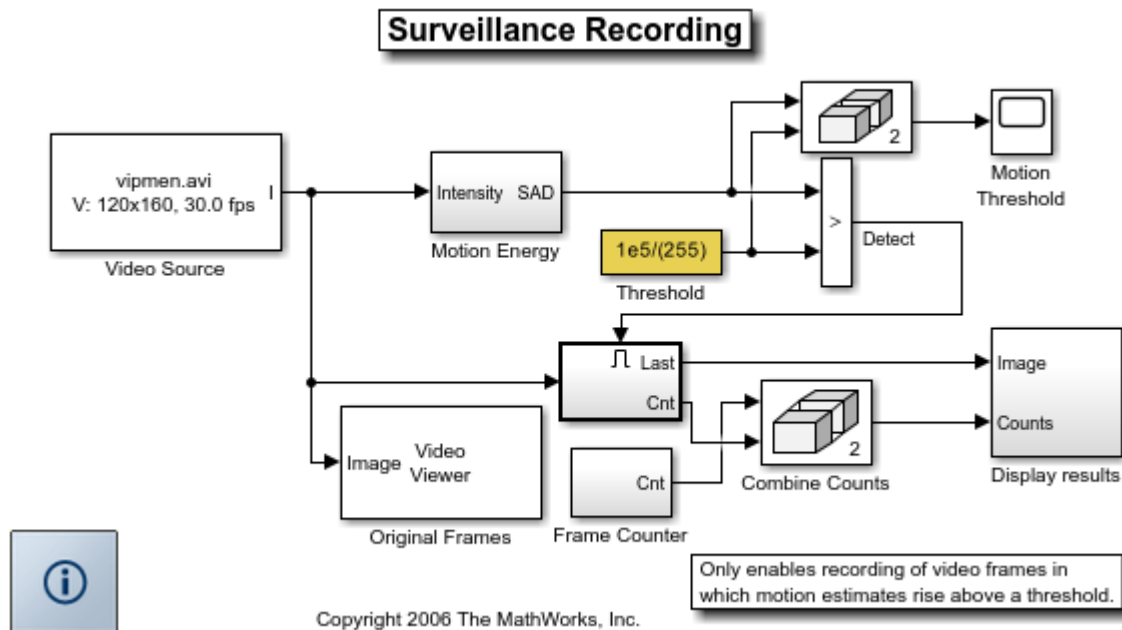 Surveillance Recording
vipmen.avi
V: 120x160, 30.0 fps
I
Video Source
Intensity
SAD
Motion Energy
2
Motion
Threshold
1e5/(255)
Threshold
>
Detect
Last
Cnt
Image
Video
Viewer
Original Frames
Cnt
Frame Counter
2
Combine Counts
Image
Counts
Display results
Only enables recording of video frames in
which motion estimates rise above a threshold.
Copyright 2006 The MathWorks, Inc.